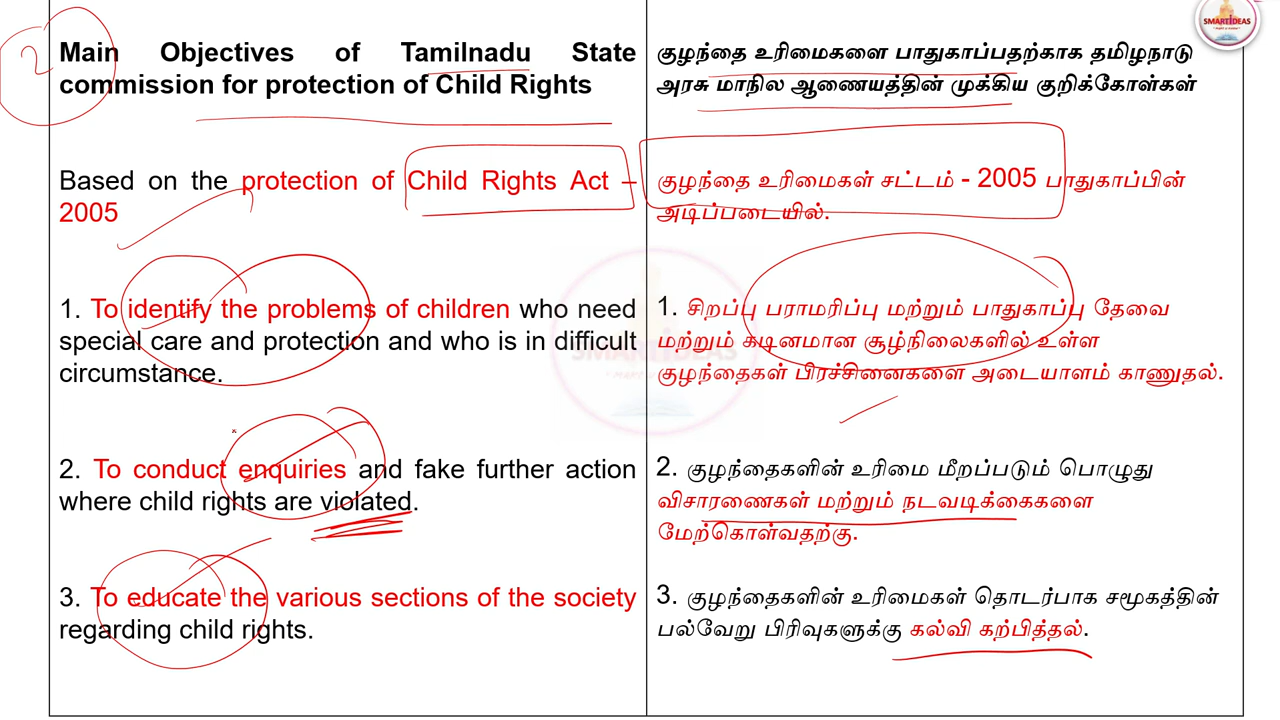 SMARTIDEAS
2
Main Objectives of Tamilnadu State
commission for protection of Child Rights
Based on the protection of Child Rights Act –
2005
1. To identify the problems of children who need
special care and protection and who is in difficult
circumstance.
2. To conduct enquiries and fake further action
where child rights are violated.
3. To educate the various sections of the society
regarding child rights.
குழந்தை உரிமைகளை பாதுகாப்பதற்காக தமிழ்நாடு
அரசு மாநில ஆணையத்தின் முக்கிய குறிக்கோள்கள்
குழந்தை உரிமைகள் சட்டம் - 2005 பாதுகாப்பின்
அடிப்படையில்.
1. சிறப்பு பராமரிப்பு மற்றும் பாதுகாப்பு தேவை
மற்றும் கடினமான சூழ்நிலைகளில் உள்ள
குழந்தைகள் பிரச்சினைகளை அடையாளம் காணுதல்.
2. குழந்தைகளின் உரிமை மீறப்படும் பொழுது
விசாரணைகள் மற்றும் நடவடிக்கைகளை
மேற்கொள்வதற்கு.
3. குழந்தைகளின் உரிமைகள் தொடர்பாக சமூகத்தின்
பல்வேறு பிரிவுகளுக்கு கல்வி கற்பித்தல்.
SMARTIDEAS